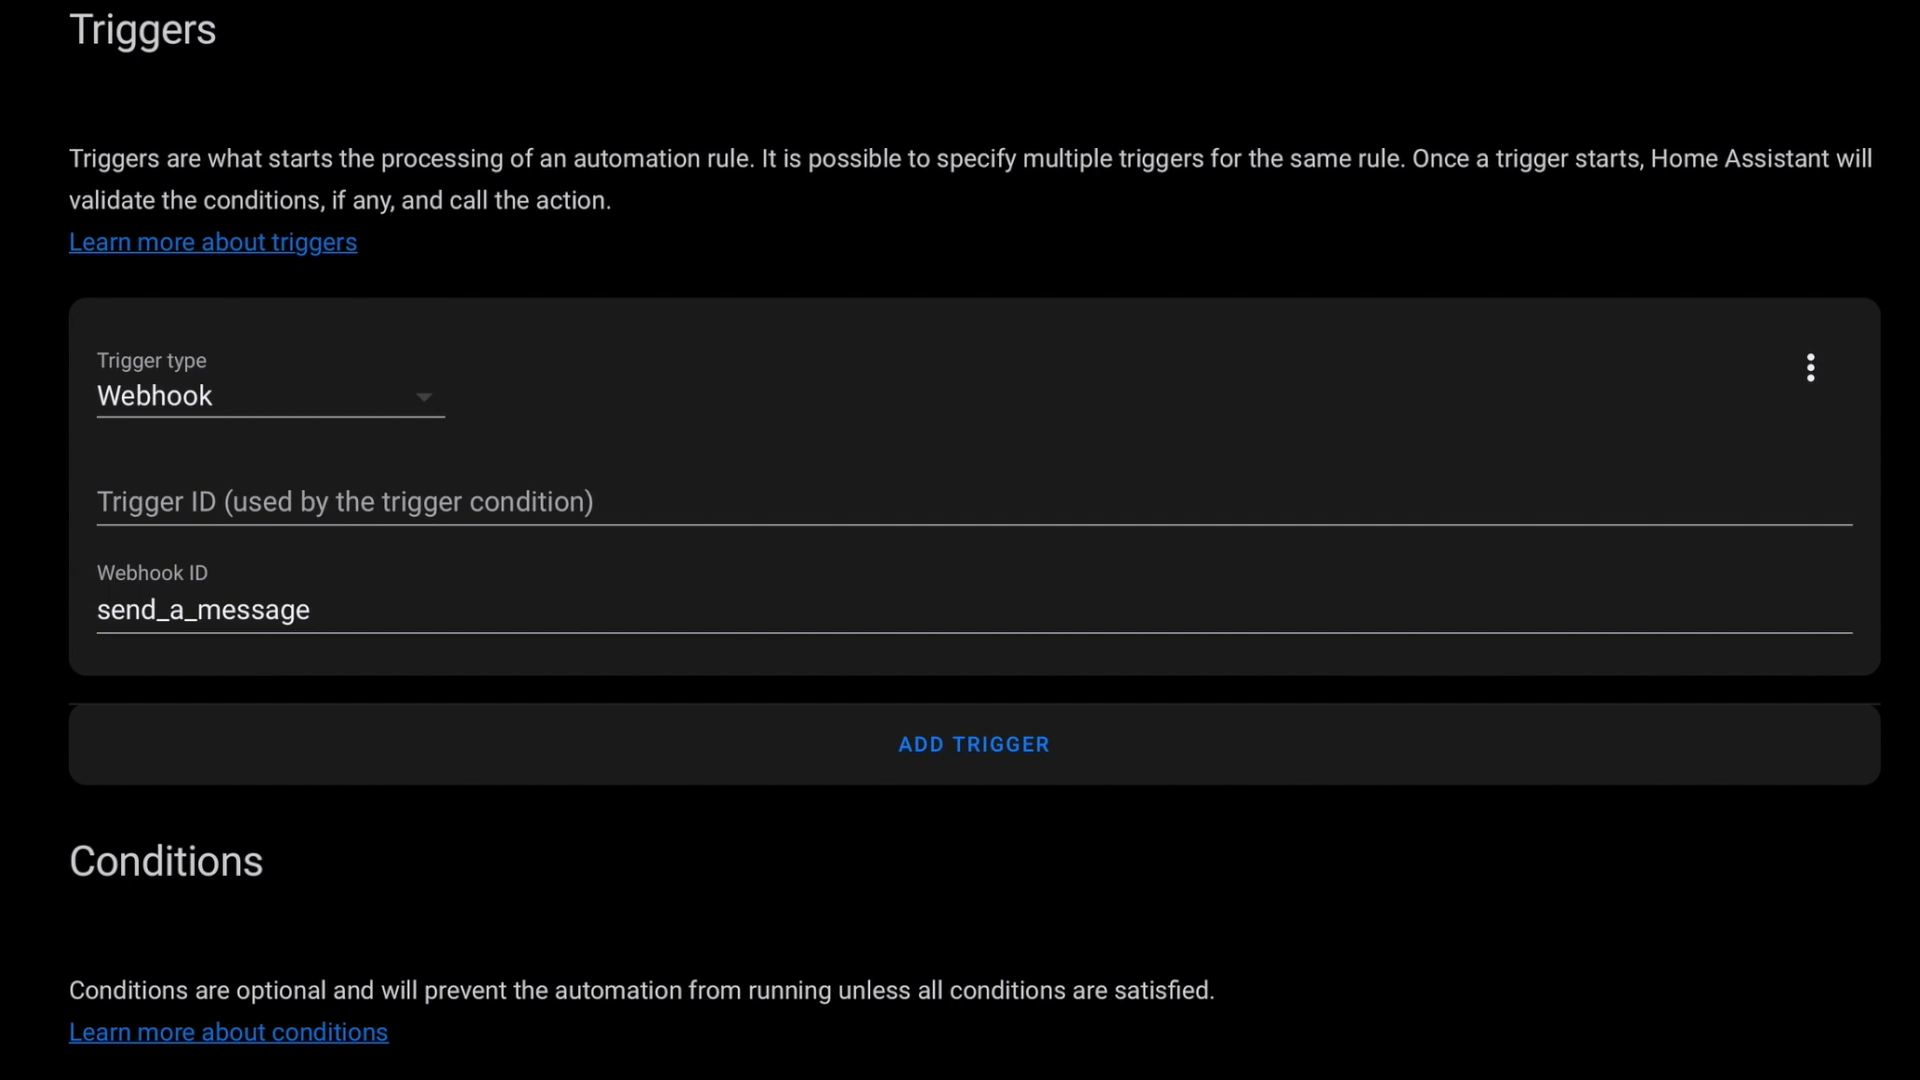 Triggers
Triggers are what starts the processing of an automation rule. It is possible to specify multiple triggers for the same rule. Once a trigger starts, Home Assistant will
validate the conditions, if any, and call the action.
Learn more about triggers
Trigger type
Webhook
Trigger ID (used by the trigger condition)
Webhook ID
send_a_message
ADD TRIGGER
Conditions
Conditions are optional and will prevent the automation from running unless all conditions are satisfied.
Learn more about conditions